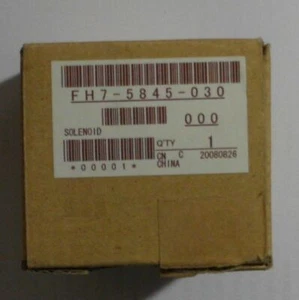 FH7-5845-030
000
SOLENOID
Q'TY 1
CN C 20080826
CHINA
*00001*